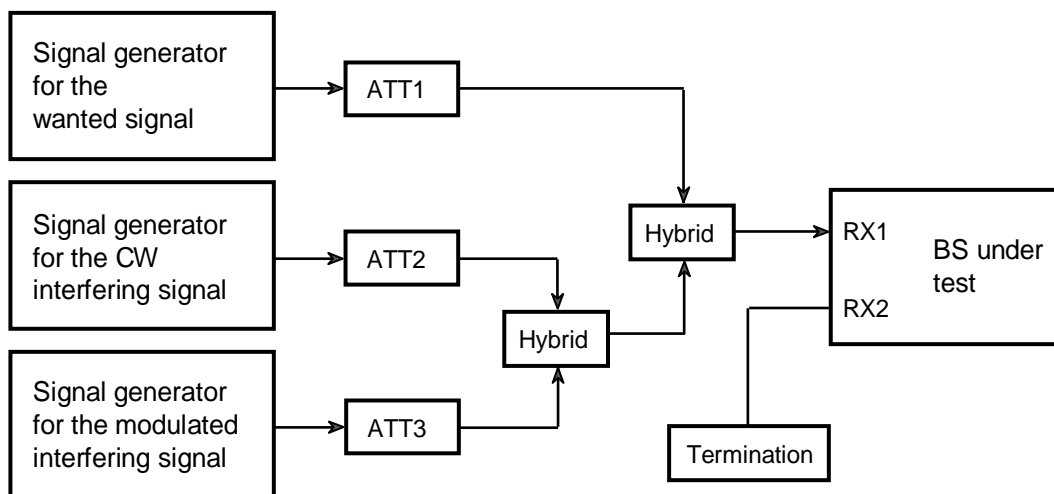 Signal generator
for the
wanted signal
ATT1
Signal generator
for the CW
interfering signal
ATT2
Hybrid
Hybrid
RX1
RX2
BS under
test
Signal generator
for the modulated
interfering signal
ATT3
Termination